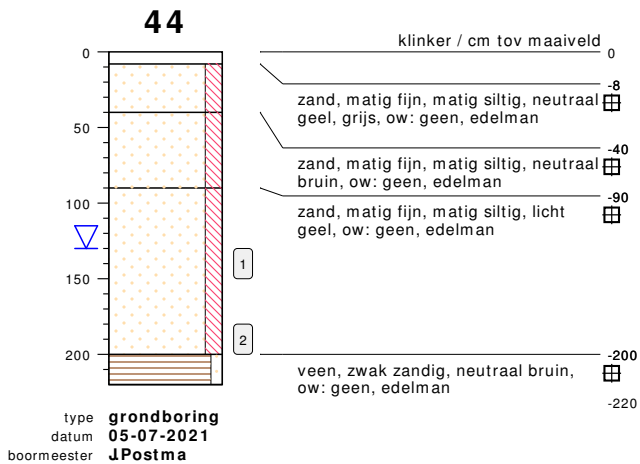 44
klinker / cm tov maaiveld
0
0
-8
zand, matig fijn, matig siltig, neutraal
geel, grijs, ow: geen, edelman
50
-40
zand, matig fijn, matig siltig, neutraal
bruin, ow: geen, edelman
100
-90
zand, matig fijn, matig siltig, licht
geel, ow: geen, edelman
1
150
2
200
-200
veen, zwak zandig, neutraal bruin,
ow: geen, edelman
-220
type grondboring
datum 05-07-2021
boormeester J.Postma